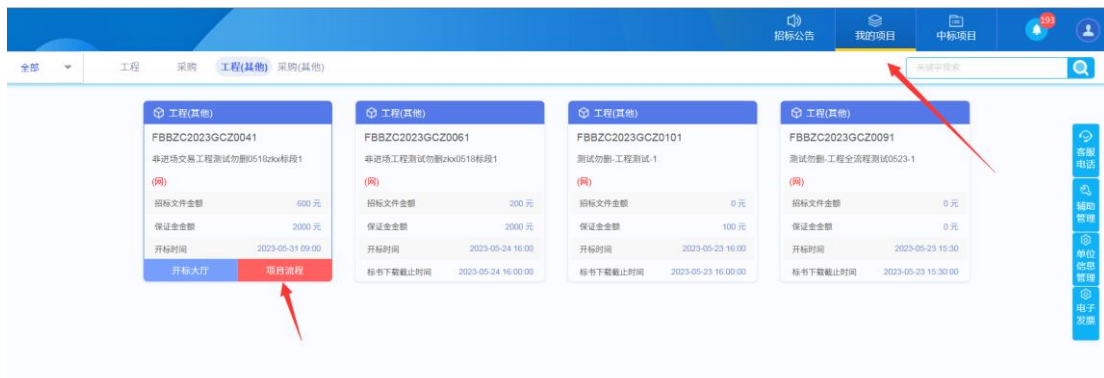 招标公告
我的项目
中标项目
193
全部
工程
采购
工程(其他)
采购(其他)
关键字搜索
工程(其他)
FBBZC2023GCZ0041
非进场交易工程测试勿删0518zkx标段1
(网)
招标文件金额 600 元
保证金金额 2000 元
开标时间 2023-05-31 09:00
开标大厅 项目流程
工程(其他)
FBBZC2023GCZ0061
非进场工程测试勿删zkx0518标段1
(网)
招标文件金额 200 元
保证金金额 2000 元
开标时间 2023-05-24 16:00
标书下载截止时间 2023-05-24 16:00:00
工程(其他)
FBBZC2023GCZ0101
测试勿删-工程测试-1
(网)
招标文件金额 0 元
保证金金额 100 元
开标时间 2023-05-23 16:00
标书下载截止时间 2023-05-23 16:00:00
工程(其他)
FBBZC2023GCZ0091
测试勿删-工程全流程测试0523-1
(网)
招标文件金额 0 元
保证金金额 0 元
开标时间 2023-05-23 15:30
标书下载截止时间 2023-05-23 15:30:00
客服
电话
辅助
管理
单位
信息
管理
电子
发票